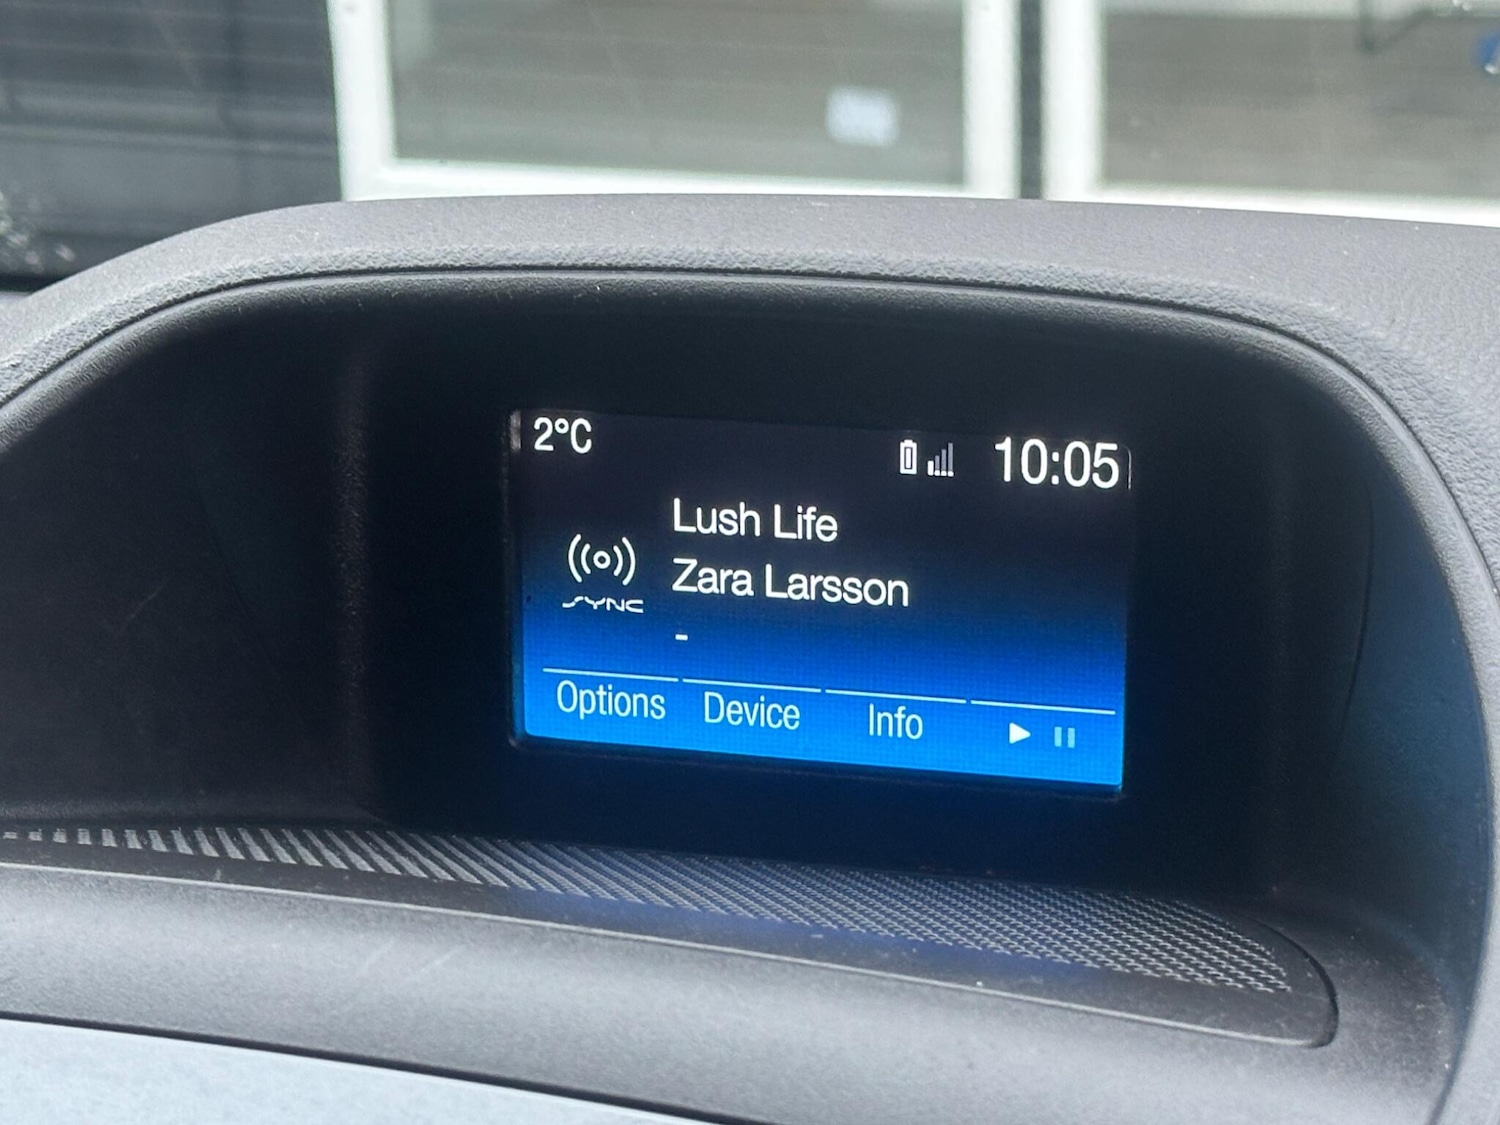 2°C
10:05
Lush Life
Zara Larsson
-
SYNC
Options Device Info